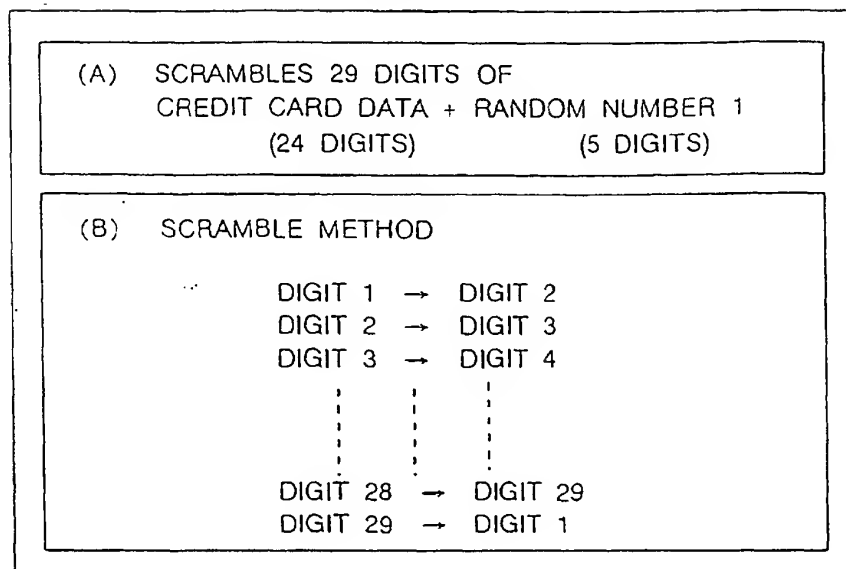 (A) SCRAMBLES 29 DIGITS OF
CREDIT CARD DATA + RANDOM NUMBER 1
(24 DIGITS) (5 DIGITS)
(B) SCRAMBLE METHOD
DIGIT 1 → DIGIT 2
DIGIT 2 → DIGIT 3
DIGIT 3 → DIGIT 4
DIGIT 28 → DIGIT 29
DIGIT 29 → DIGIT 1